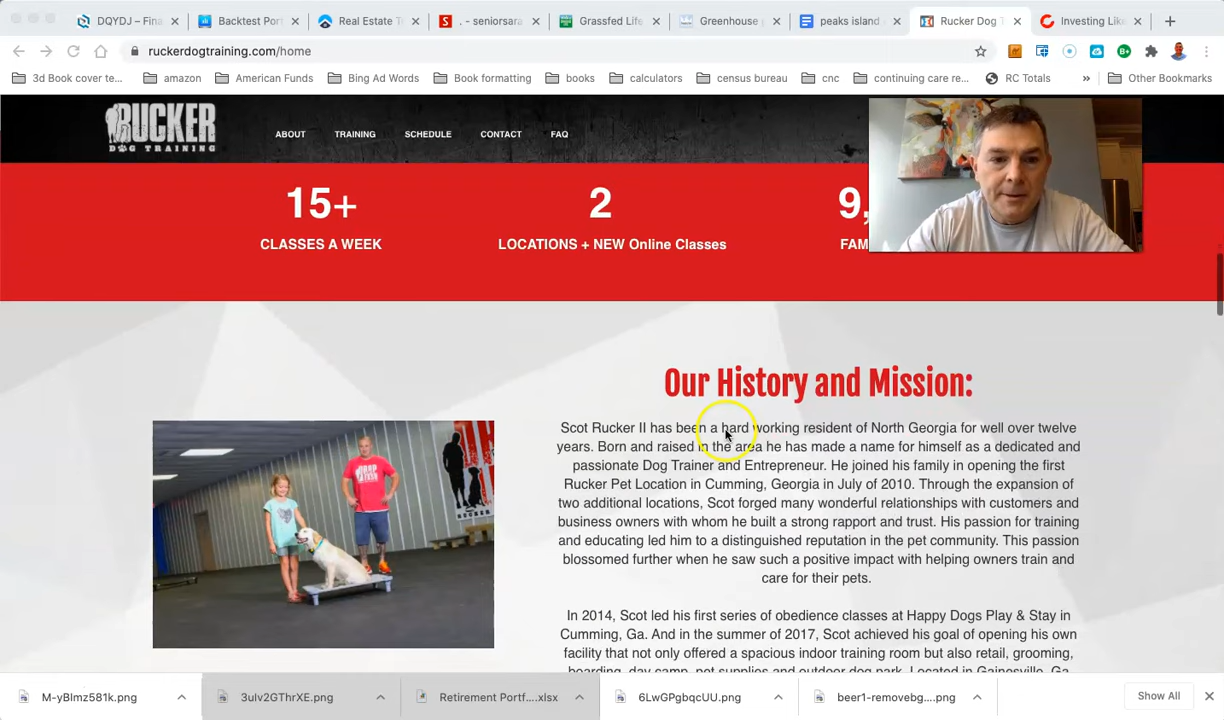 DQYDJ – Fina
Backtest Port
Real Estate T
. - seniorsara
Grassfed Life
Greenhouse
peaks island
Rucker Dog T
Investing Like
ruckerdogtraining.com/home
3d Book cover te...
amazon
American Funds
Bing Ad Words
Book formatting
books
calculators
census bureau
cnc
continuing care re...
RC Totals
»
Other Bookmarks
RUCKER
DOG TRAINING
ABOUT
TRAINING
SCHEDULE
CONTACT
FAQ
15+
2
9,
CLASSES A WEEK
LOCATIONS + NEW Online Classes
FAM
Our History and Mission:
Scot Rucker II has been a hard working resident of North Georgia for well over twelve
years. Born and raised in the area he has made a name for himself as a dedicated and
passionate Dog Trainer and Entrepreneur. He joined his family in opening the first
Rucker Pet Location in Cumming, Georgia in July of 2010. Through the expansion of
two additional locations, Scot forged many wonderful relationships with customers and
business owners with whom he built a strong rapport and trust. His passion for training
and educating led him to a distinguished reputation in the pet community. This passion
blossomed further when he saw such a positive impact with helping owners train and
care for their pets.
In 2014, Scot led his first series of obedience classes at Happy Dogs Play & Stay in
Cumming, Ga. And in the summer of 2017, Scot achieved his goal of opening his own
facility that not only offered a spacious indoor training room but also retail, grooming,
boarding, day camp, pet supplies and outdoor dog park. Located in Gainesville, Ga
M-yBImz581k.png
3ulv2GThrXE.png
Retirement Portf....xlsx
6LwGPgbqcUU.png
beer1-removebg....png
Show All